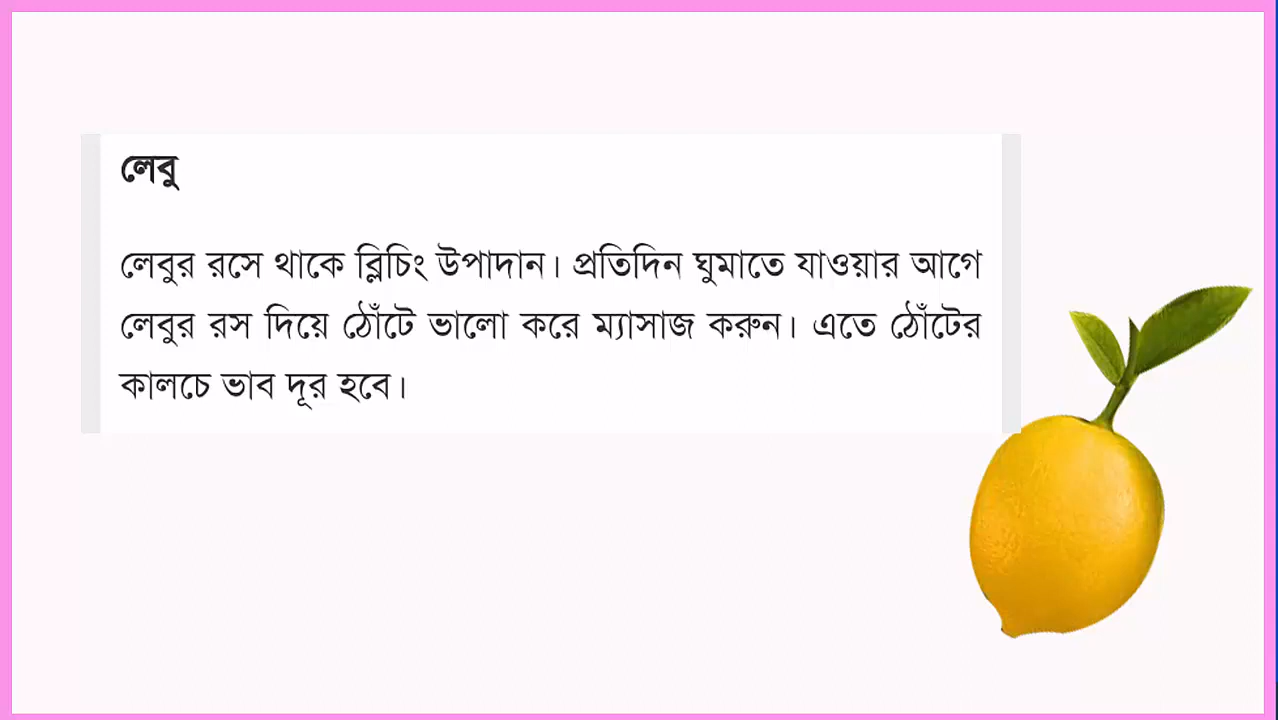 লেবু
লেবুর রসে থাকে ব্লিচিং উপাদান। প্রতিদিন ঘুমাতে যাওয়ার আগে
লেবুর রস দিয়ে ঠোঁটে ভালো করে ম্যাসাজ করুন। এতে ঠোঁটের
কালচে ভাব দূর হবে।